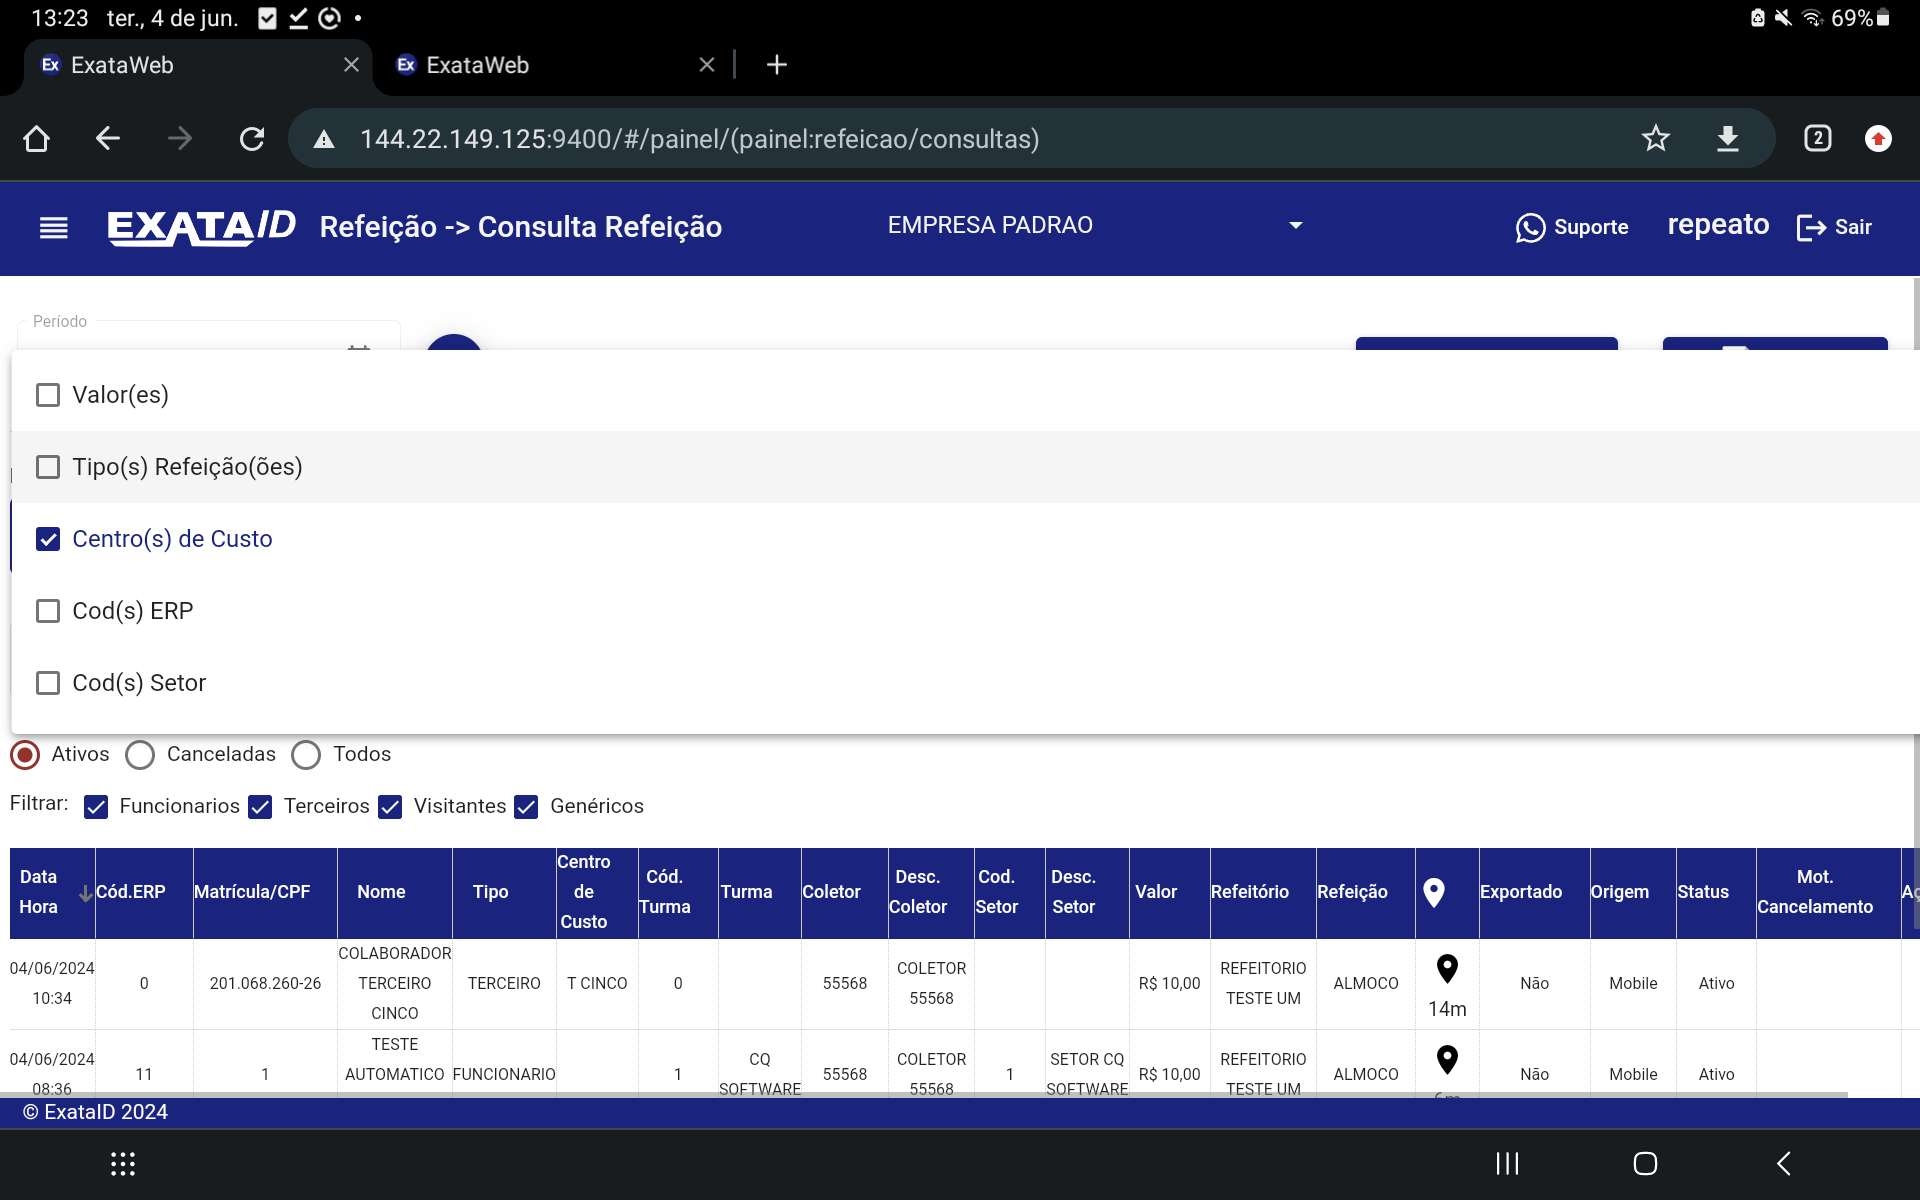 13:23 ter., 4 de jun.
69%
Ex ExataWeb
Ex ExataWeb
144.22.149.125:9400/#/painel/(painel:refeicao/consultas)
2
EXATA/ID Refeição -> Consulta Refeição EMPRESA PADRAO Suporte repeato Sair
Período
Valor(es)
Tipo(s) Refeição(ões)
Centro(s) de Custo
Cod(s) ERP
Cod(s) Setor
Ativos Canceladas Todos
Filtrar: Funcionarios Terceiros Visitantes Genéricos
Data Hora Cód.ERP Matrícula/CPF Nome Tipo Centro de Custo Cód. Turma Turma Coletor Desc. Coletor Cod. Setor Desc. Setor Valor Refeitório Refeição Exportado Origem Status Mot. Cancelamento
04/06/2024 10:34 0 201.068.260-26 COLABORADOR TERCEIRO CINCO TERCEIRO T CINCO 0 55568 COLETOR 55568 R$ 10,00 REFEITORIO TESTE UM ALMOCO 14m Não Mobile Ativo
04/06/2024 08:36 11 1 TESTE AUTOMATICO FUNCIONARIO 1 CQ SOFTWARE 55568 COLETOR 55568 1 SETOR CQ SOFTWARE R$ 10,00 REFEITORIO TESTE UM ALMOCO Não Mobile Ativo
© ExataID 2024